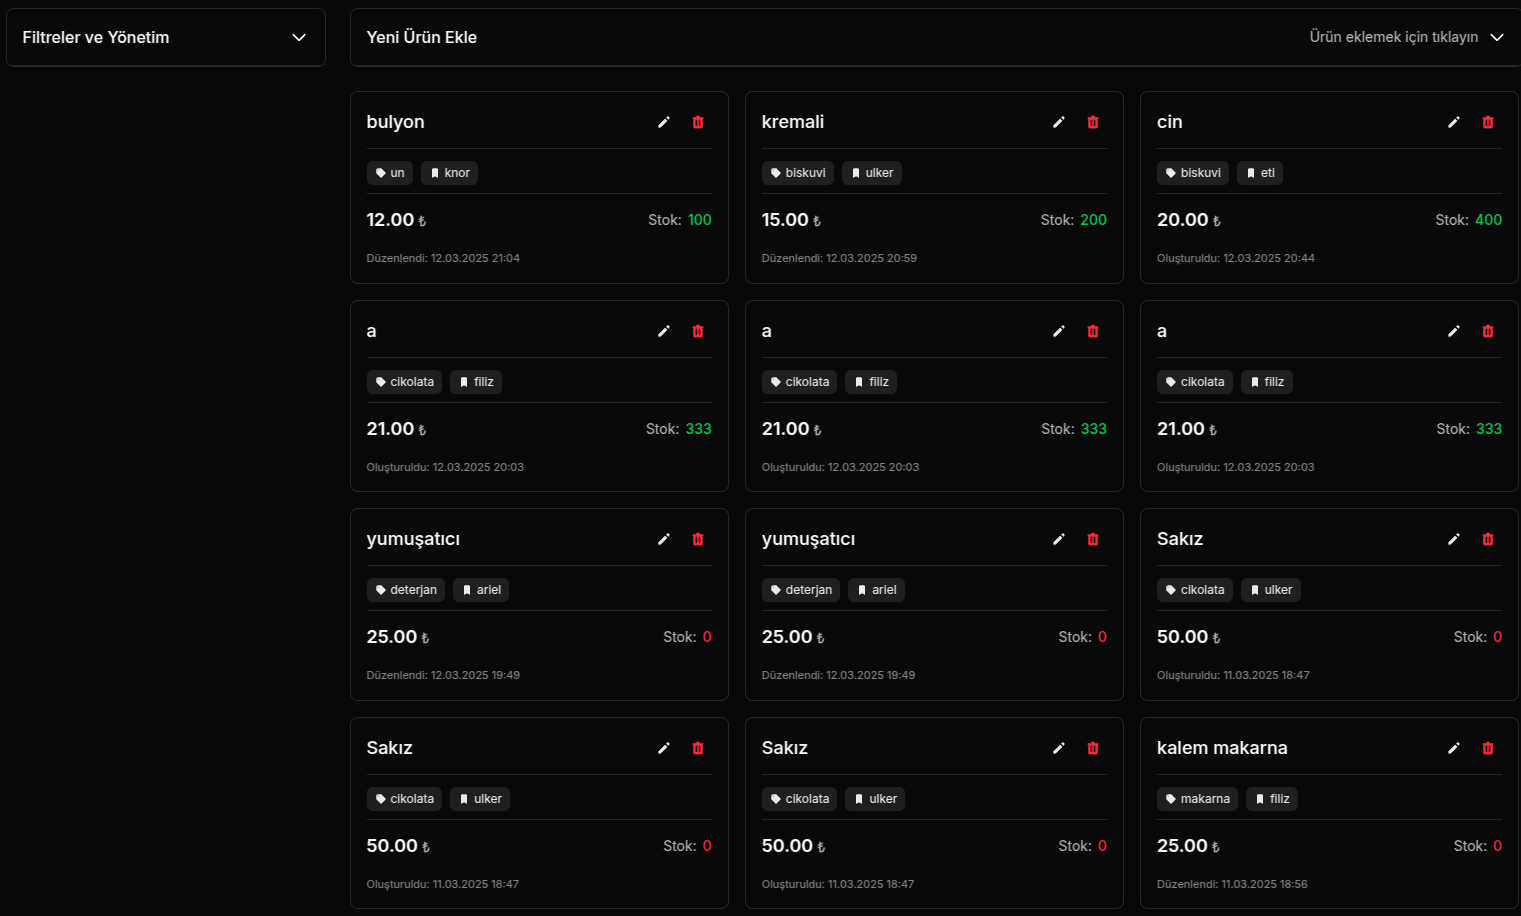 Filtreler ve Yönetim
Yeni Ürün Ekle
Ürün eklemek için tıklayın
bulyon
un knor
12.00 ₺ Stok: 100
Düzenlendi: 12.03.2025 21:04
kremali
biskuvi ulker
15.00 ₺ Stok: 200
Düzenlendi: 12.03.2025 20:59
cin
biskuvi eti
20.00 ₺ Stok: 400
Oluşturuldu: 12.03.2025 20:44
a
cikolata filiz
21.00 ₺ Stok: 333
Oluşturuldu: 12.03.2025 20:03
a
cikolata filiz
21.00 ₺ Stok: 333
Oluşturuldu: 12.03.2025 20:03
a
cikolata filiz
21.00 ₺ Stok: 333
Oluşturuldu: 12.03.2025 20:03
yumuşatıcı
deterjan ariel
25.00 ₺ Stok: 0
Düzenlendi: 12.03.2025 19:49
yumuşatıcı
deterjan ariel
25.00 ₺ Stok: 0
Düzenlendi: 12.03.2025 19:49
Sakız
cikolata ulker
50.00 ₺ Stok: 0
Oluşturuldu: 11.03.2025 18:47
Sakız
cikolata ulker
50.00 ₺ Stok: 0
Oluşturuldu: 11.03.2025 18:47
Sakız
cikolata ulker
50.00 ₺ Stok: 0
Oluşturuldu: 11.03.2025 18:47
kalem makarna
makarna filiz
25.00 ₺ Stok: 0
Düzenlendi: 11.03.2025 18:56